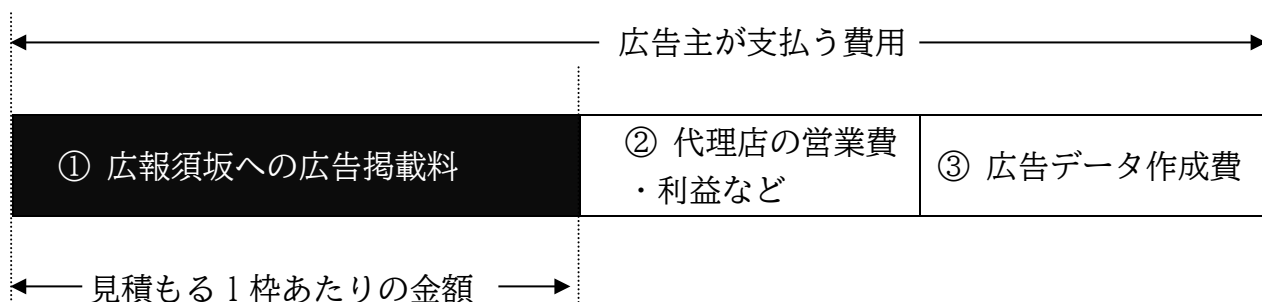 広告主が支払う費用
① 広報須坂への広告掲載料
② 代理店の営業費
・利益など
③ 広告データ作成費
見積もる1枠あたりの金額